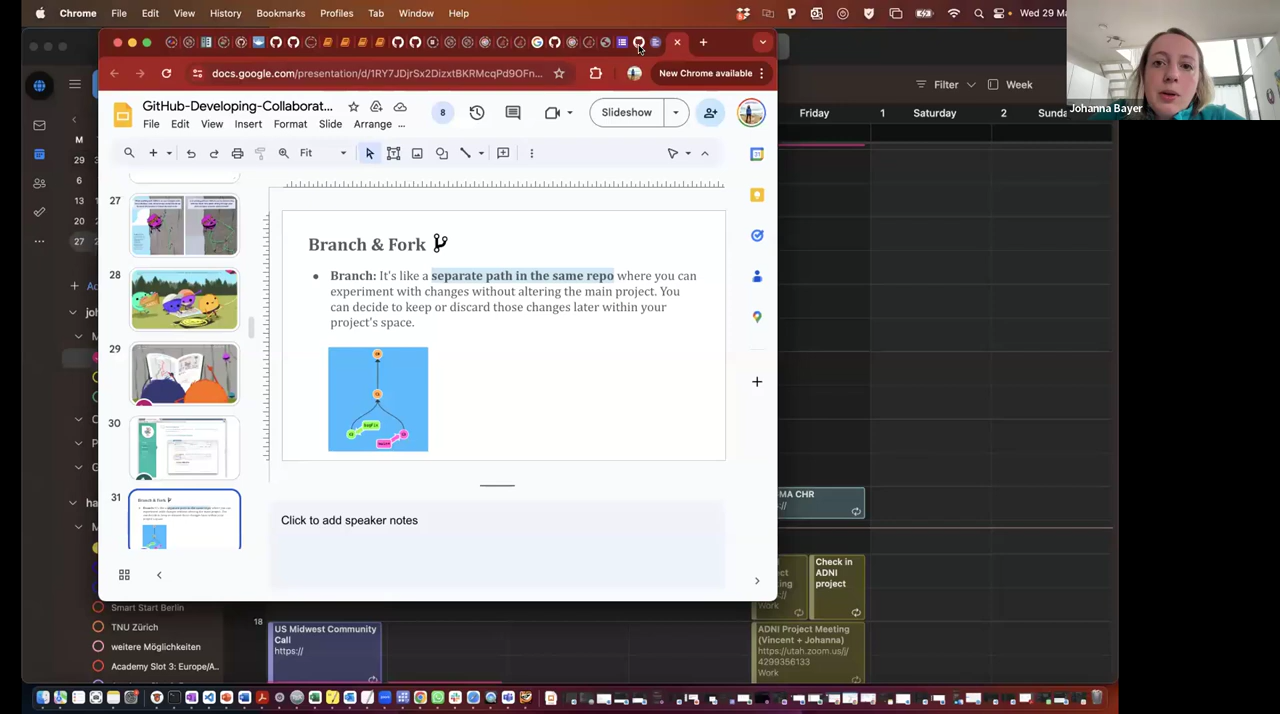 Chrome File Edit View History Bookmarks Profiles Tab Window Help
Wed 29 Ma
Johanna Bayer
docs.google.com/presentation/d/1RY7JDjrSx2DizxtBKRMcqPd9OFn...
New Chrome available
GitHub-Developing-Collaborat...
File Edit View Insert Format Slide Arrange ...
8
Slideshow
Fit
Filter
Week
Friday
1 Saturday
2 Sunda
M
29
6
13
20
27
27
28
29
30
31
Branch & Fork
Branch & Fork
● Branch: It's like a separate path in the same repo where you can
experiment with changes without altering the main project. You
can decide to keep or discard those changes later within your
project's space.
Click to add speaker notes
Smart Start Berlin
TNU Zürich
weitere Möglichkeiten
Academy Slot 3: Europe/A...
18
US Midwest Community
Call
https://
MA CHR
Work
Check in
ADNI
project
ADNI Project Meeting
(Vincent + Johanna)
https://utah.zoom.us/j/
4299356133
Work